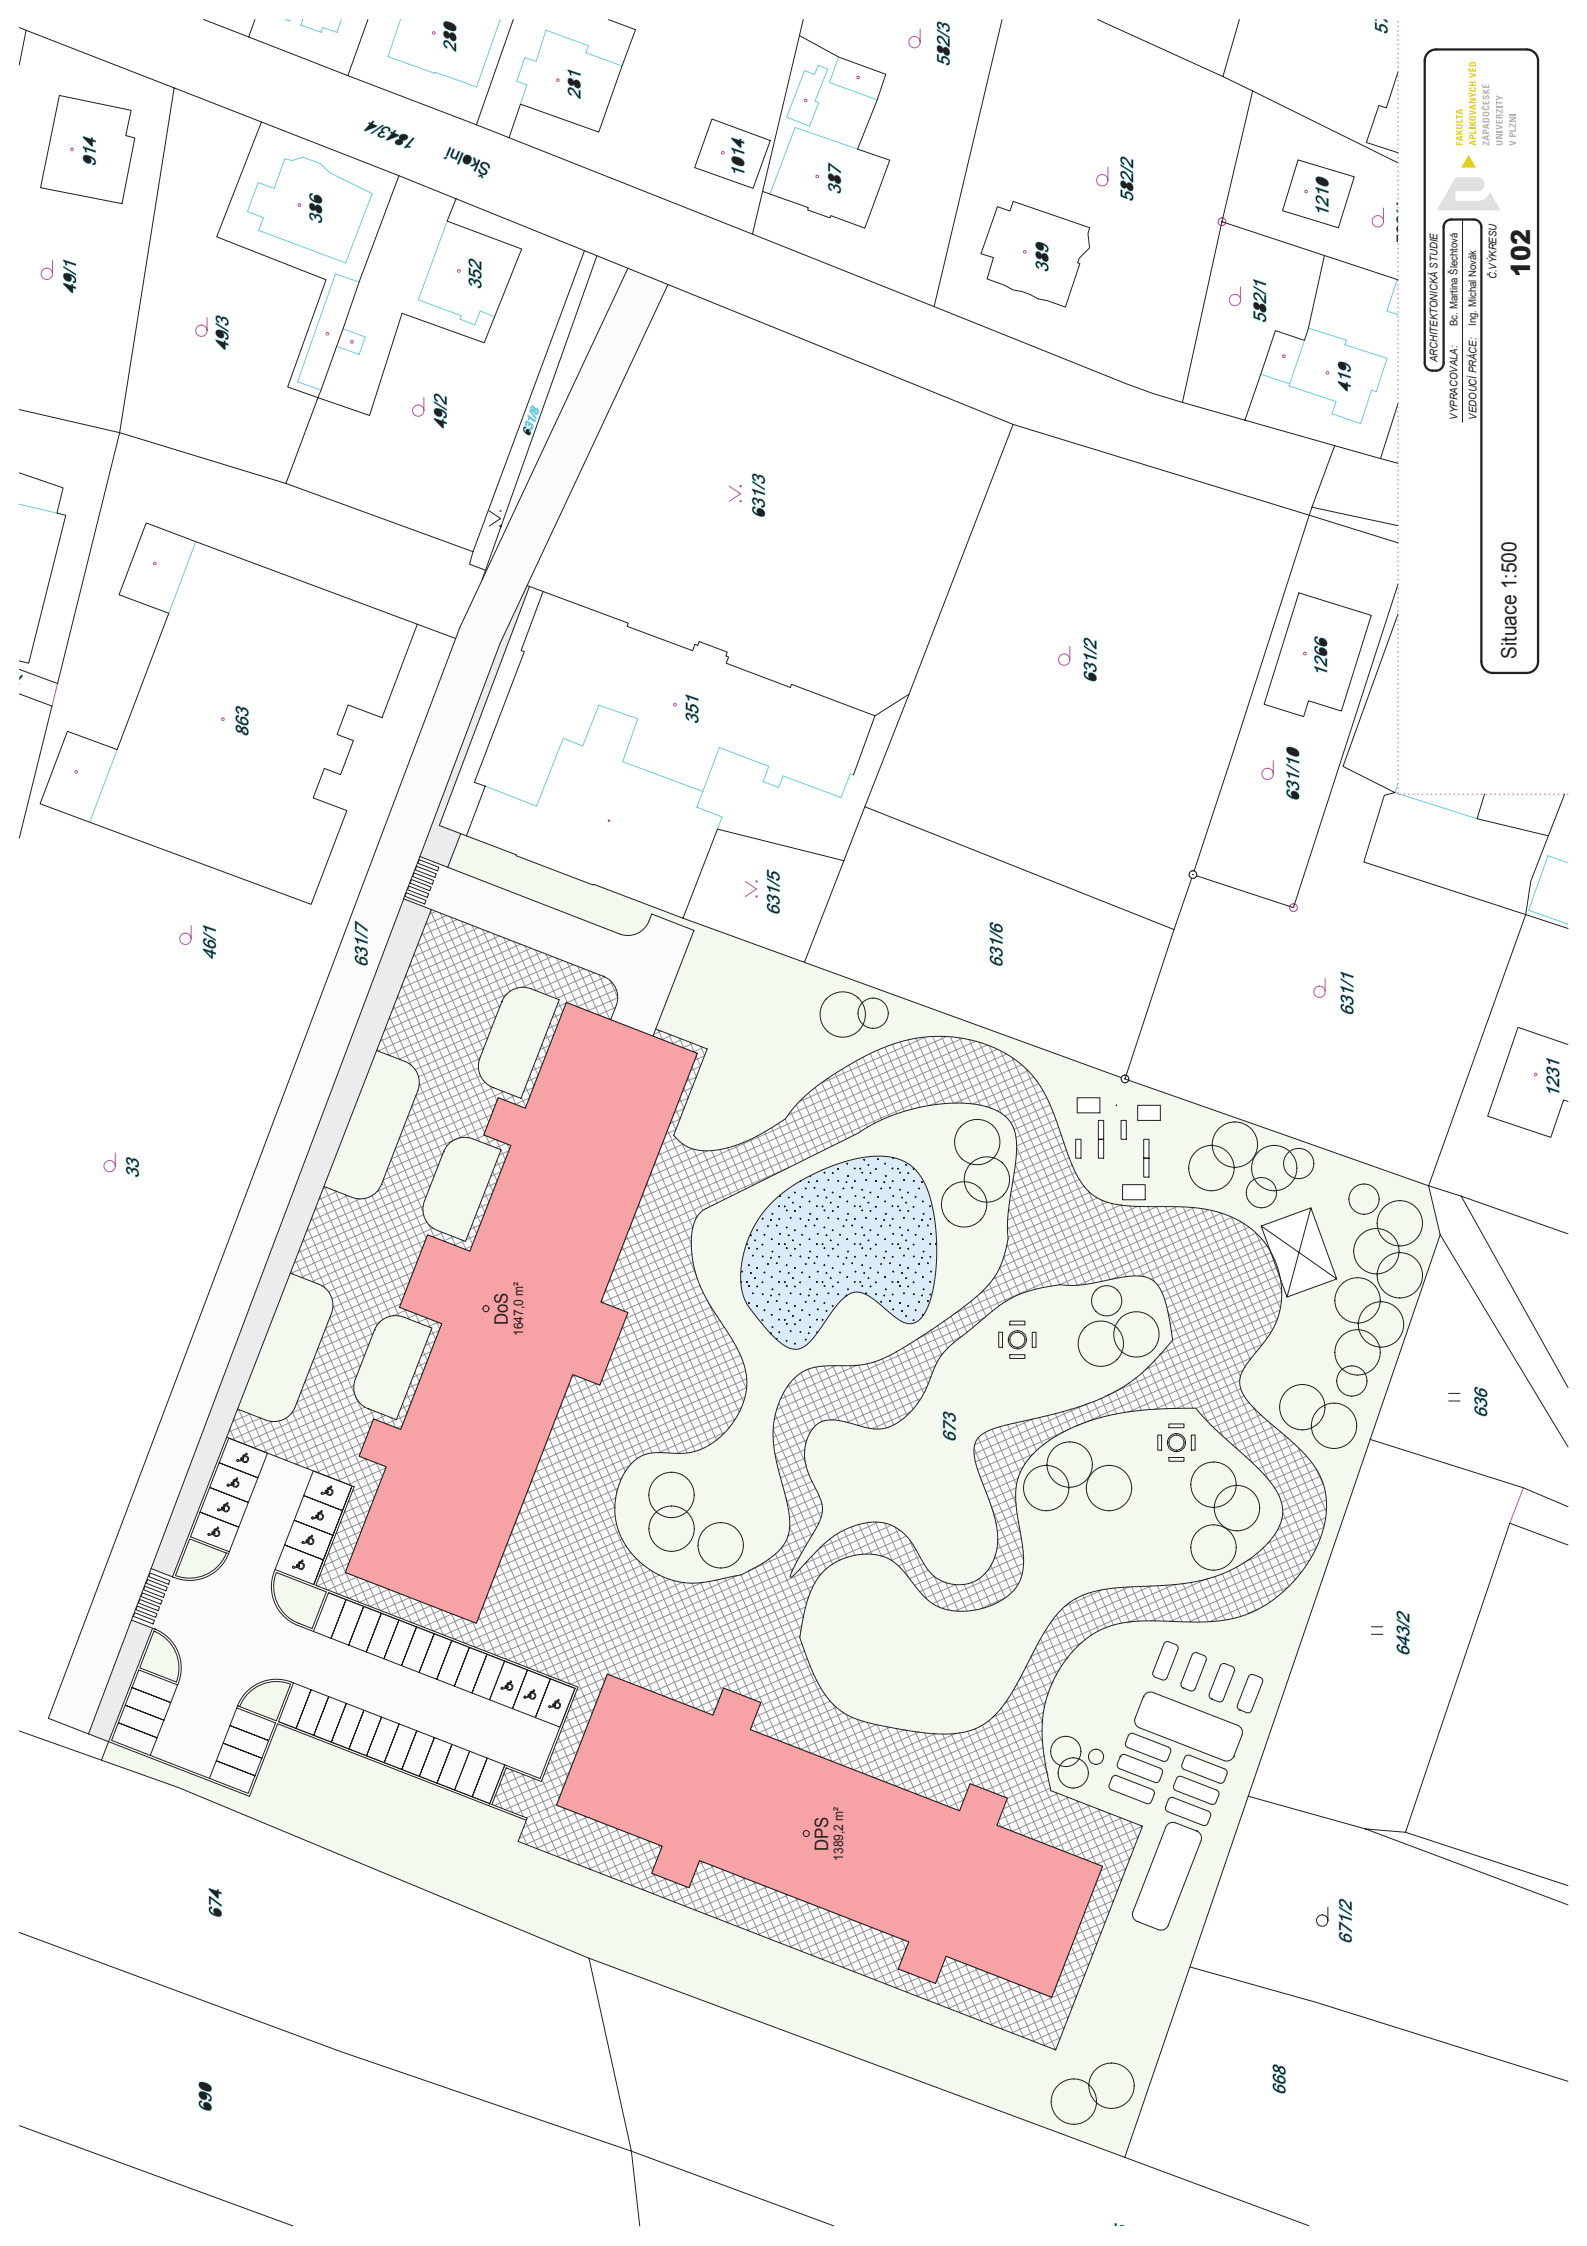 280
281
582/3
914
1843/4
Školní
1014
387
582/2
1210
386
49/1
352
389
582/1
49/3
419
49/2
631/8
631/3
631/2
1266
863
351
631/10
46/1
631/7
631/5
631/6
631/1
1231
33
DoS
1647,0 m²
673
636
643/2
DPS
1389,2 m²
674
671/2
690
668
FAKULTA
APLIKOVANÝCH VĚD
ZÁPADOČESKÉ
UNIVERZITY
V PLZNI
ARCHITEKTONICKÁ STUDIE
VYPRACOVALA: Bc. Martina Šlechtová
VEDOUCÍ PRÁCE: Ing. Michal Novák
Č.VÝKRESU
102
Situace 1:500